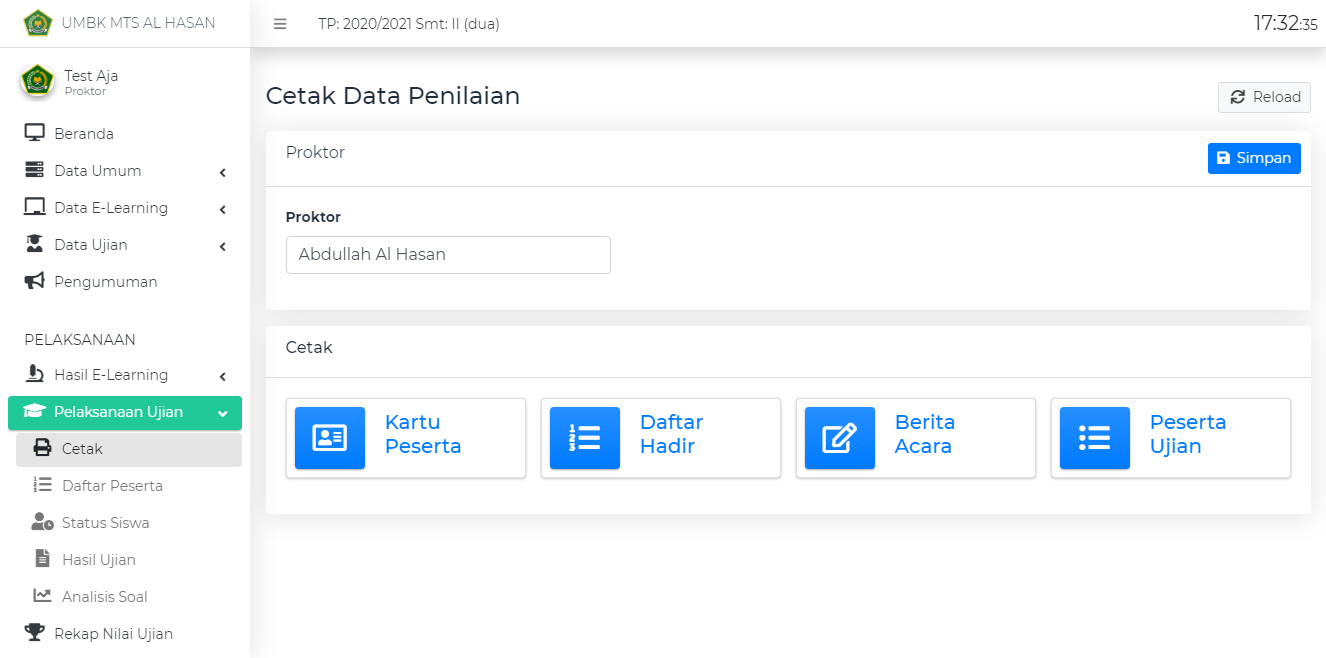 UMBK MTS AL HASAN
TP: 2020/2021 Smt: II (dua)
17:32:35
Test Aja
Proktor
Beranda
Data Umum
Data E-Learning
Data Ujian
Pengumuman
PELAKSANAAN
Hasil E-Learning
Pelaksanaan Ujian
Cetak
Daftar Peserta
Status Siswa
Hasil Ujian
Analisis Soal
Rekap Nilai Ujian
Cetak Data Penilaian
Reload
Proktor
Simpan
Proktor
Abdullah Al Hasan
Cetak
Kartu
Peserta
Daftar
Hadir
Berita
Acara
Peserta
Ujian